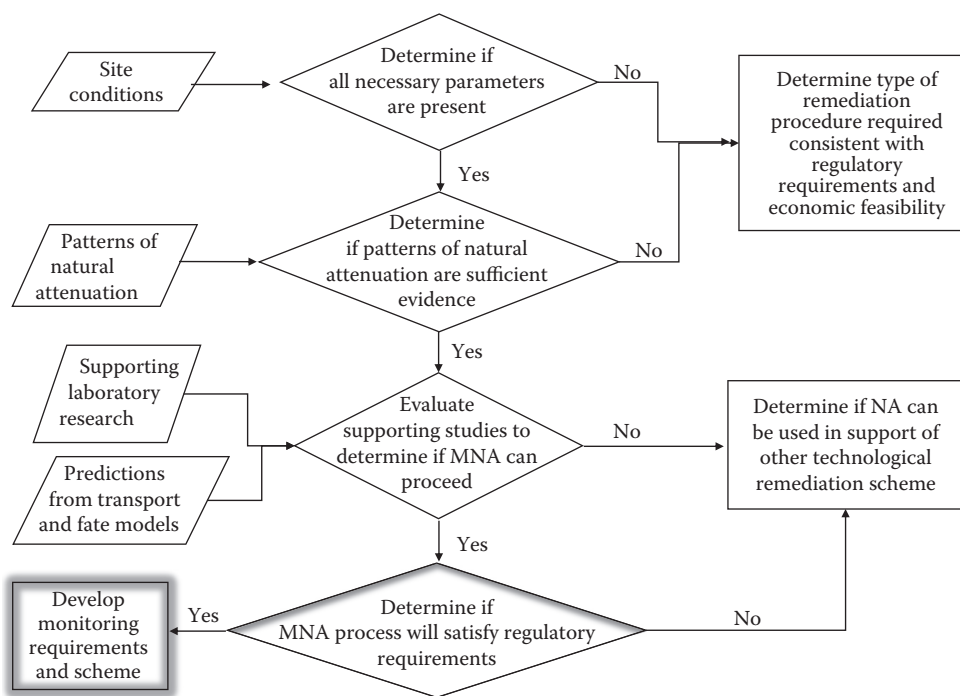 Site
conditions
Determine if
all necessary parameters
are present
No
Determine type of
remediation
procedure required
consistent with
regulatory
requirements and
economic feasibility
Yes
Patterns of
natural
attenuation
Determine
if patterns of natural
attenuation are sufficient
evidence
No
Yes
Supporting
laboratory
research
Predictions
from transport
and fate models
Evaluate
supporting studies to
determine if MNA can
proceed
No
Determine if NA can
be used in support of
other technological
remediation scheme
Yes
Determine if
MNA process will satisfy regulatory
requirements
No
Yes
Develop
monitoring
requirements
and scheme